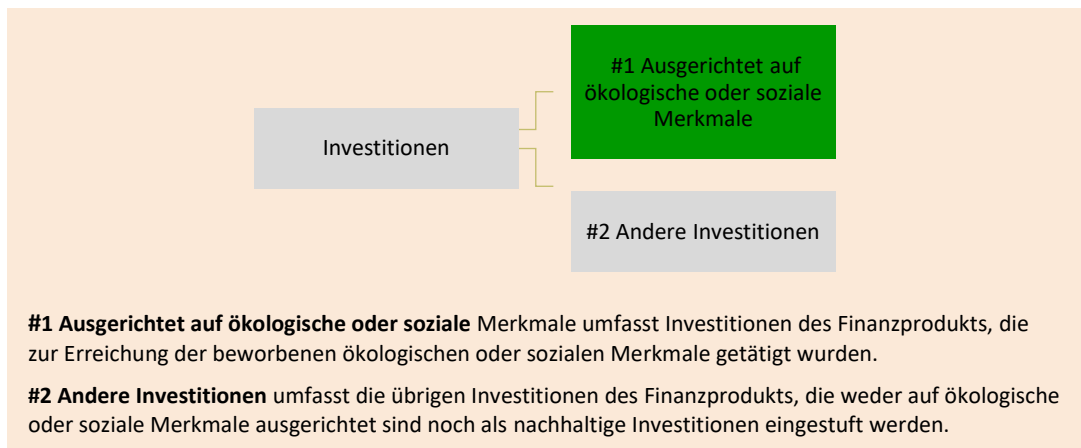 #1 Ausgerichtet auf
ökologische oder soziale
Merkmale
Investitionen
#2 Andere Investitionen
#1 Ausgerichtet auf ökologische oder soziale Merkmale umfasst Investitionen des Finanzprodukts, die
zur Erreichung der beworbenen ökologischen oder sozialen Merkmale getätigt wurden.
#2 Andere Investitionen umfasst die übrigen Investitionen des Finanzprodukts, die weder auf ökologische
oder soziale Merkmale ausgerichtet sind noch als nachhaltige Investitionen eingestuft werden.